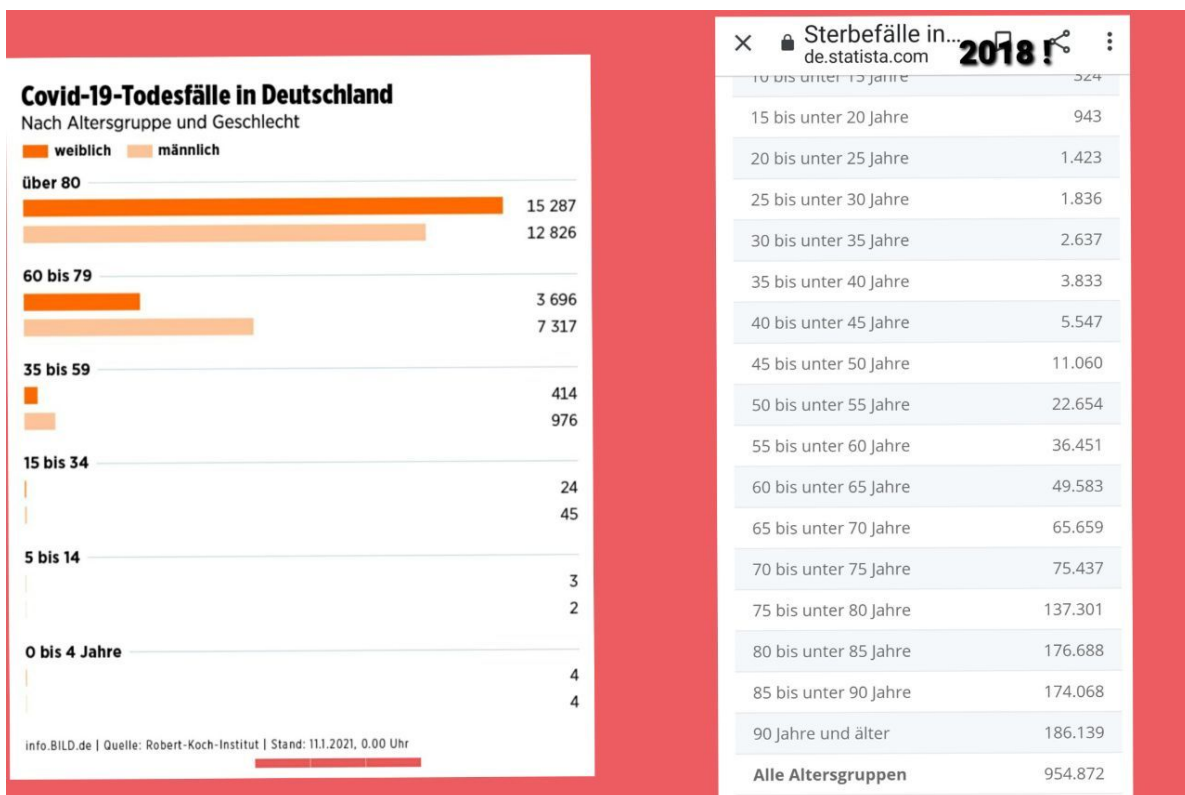 Covid-19-Todesfälle in Deutschland
Nach Altersgruppe und Geschlecht
weiblich männlich
über 80
15 287
12 826
60 bis 79
3 696
7 317
35 bis 59
414
976
15 bis 34
24
45
5 bis 14
3
2
0 bis 4 Jahre
4
4
info.BILD.de | Quelle: Robert-Koch-Institut | Stand: 11.1.2021, 0.00 Uhr
Sterbefälle in...
de.statista.com
2018 !
10 bis unter 15 Jahre 324
15 bis unter 20 Jahre 943
20 bis unter 25 Jahre 1.423
25 bis unter 30 Jahre 1.836
30 bis unter 35 Jahre 2.637
35 bis unter 40 Jahre 3.833
40 bis unter 45 Jahre 5.547
45 bis unter 50 Jahre 11.060
50 bis unter 55 Jahre 22.654
55 bis unter 60 Jahre 36.451
60 bis unter 65 Jahre 49.583
65 bis unter 70 Jahre 65.659
70 bis unter 75 Jahre 75.437
75 bis unter 80 Jahre 137.301
80 bis unter 85 Jahre 176.688
85 bis unter 90 Jahre 174.068
90 Jahre und älter 186.139
Alle Altersgruppen 954.872